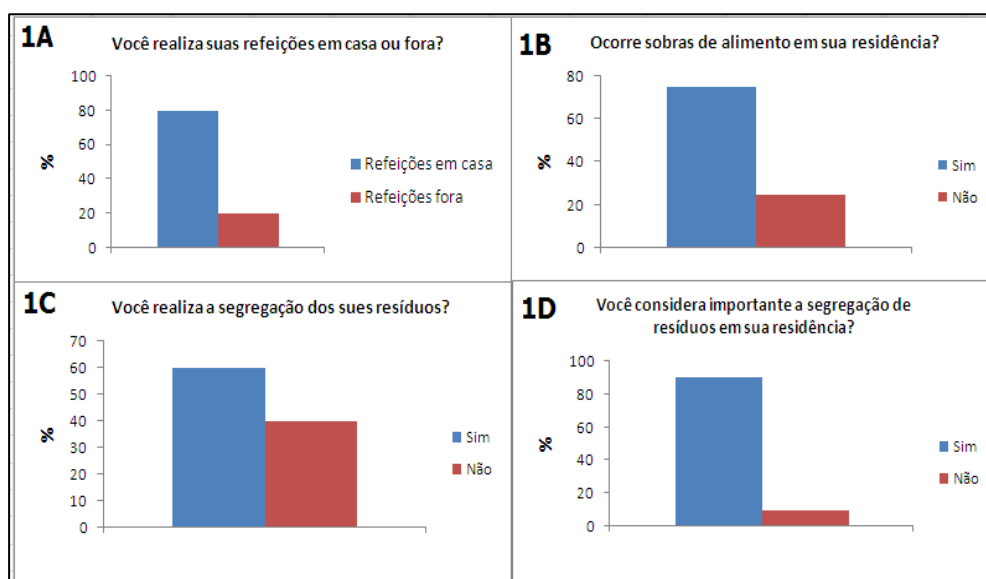 1A
Você realiza suas refeições em casa ou fora?
100
80
60
40
20
0
%
Refeições em casa
Refeições fora
1B
Ocorre sobras de alimento em sua residência?
80
60
40
20
0
%
Sim
Não
1C
Você realiza a segregação dos sues resíduos?
70
60
50
40
30
20
10
0
%
Sim
Não
1D
Você considera importante a segregação de
resíduos em sua residência?
100
80
60
40
20
0
%
Sim
Não